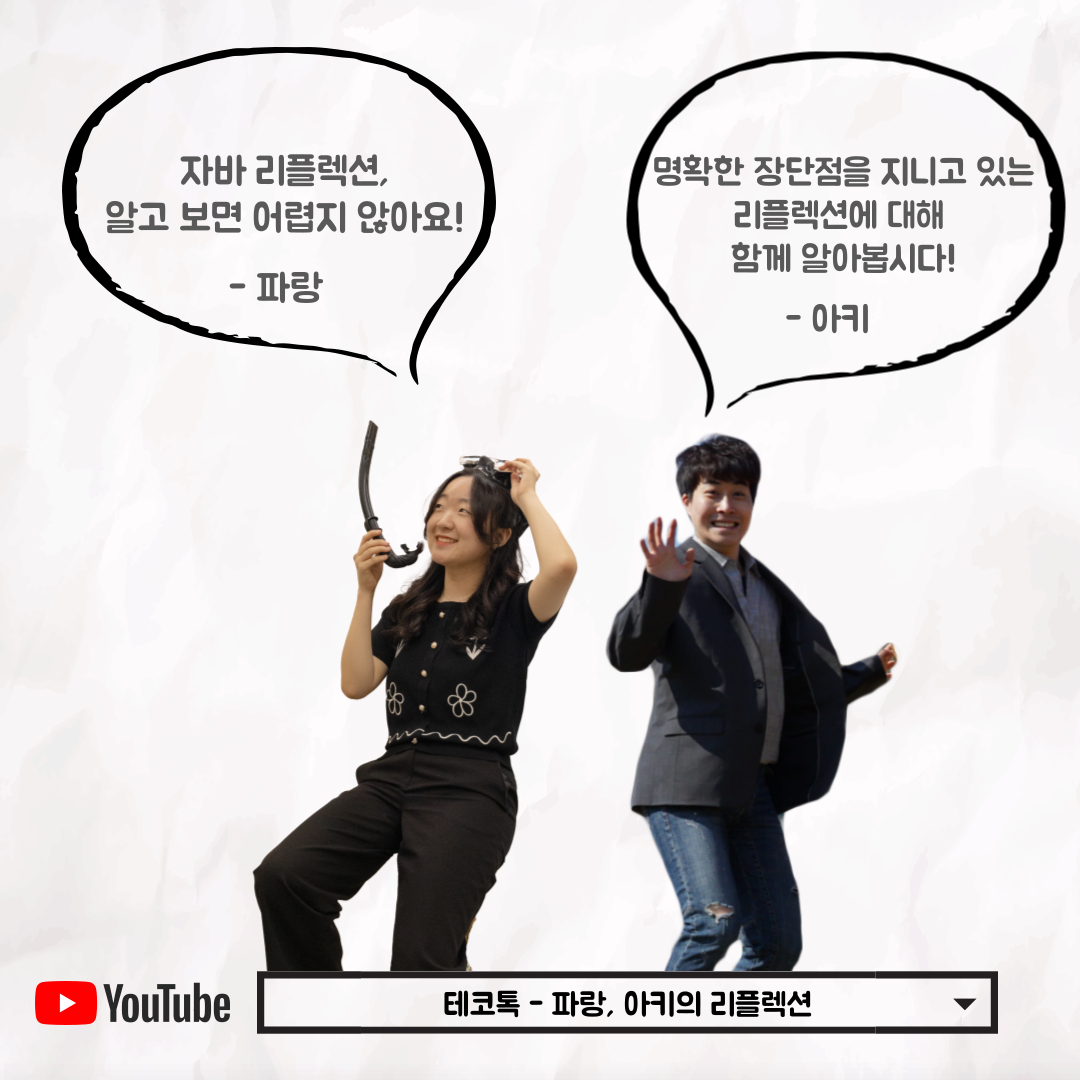 자바 리플렉션,
알고 보면 어렵지 않아요!
- 파랑
명확한 장단점을 지니고 있는
리플렉션에 대해
함께 알아봅시다!
- 아키
YouTube
테코톡 - 파랑, 아키의 리플렉션